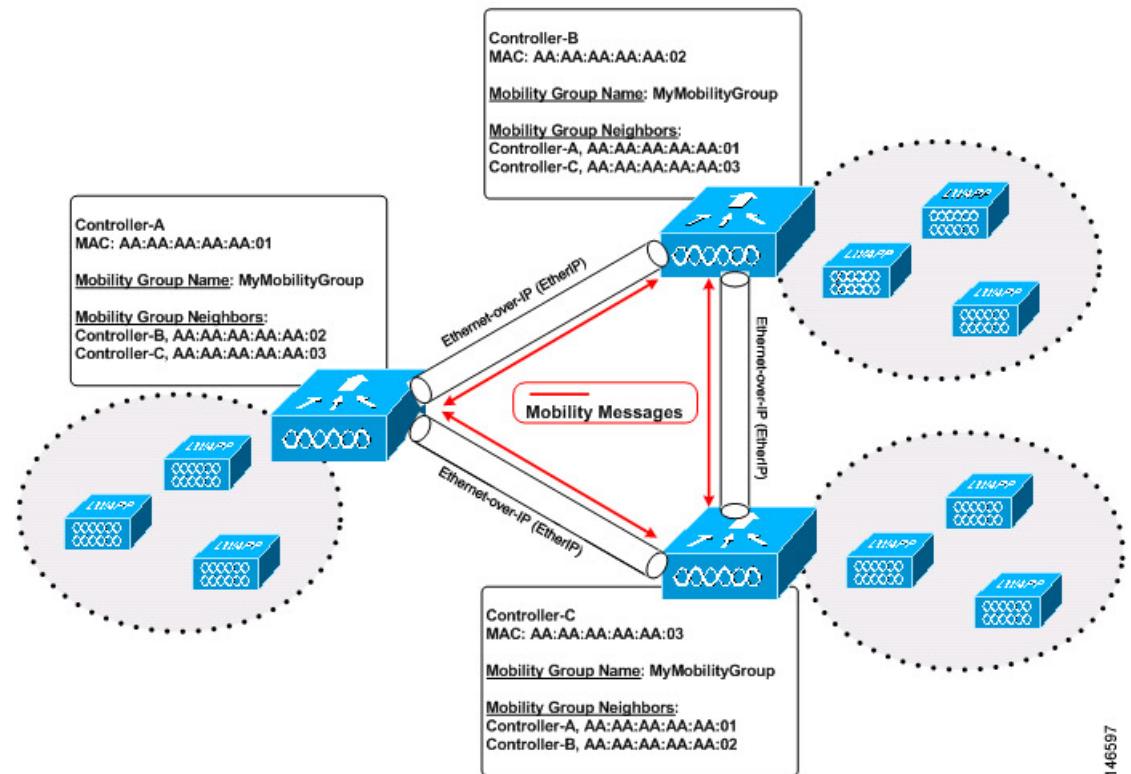 Controller-B
MAC: AA:AA:AA:AA:AA:02
Mobility Group Name: MyMobilityGroup
Mobility Group Neighbors:
Controller-A, AA:AA:AA:AA:AA:01
Controller-C, AA:AA:AA:AA:AA:03
LWAPP
LWAPP
LWAPP
Controller-A
MAC: AA:AA:AA:AA:AA:01
Mobility Group Name: MyMobilityGroup
Mobility Group Neighbors:
Controller-B, AA:AA:AA:AA:AA:02
Controller-C, AA:AA:AA:AA:AA:03
Ethernet-over-IP (EtherIP)
Ethernet-over-IP (EtherIP)
Mobility Messages
Ethernet-over-IP (EtherIP)
LWAPP
LWAPP
LWAPP
LWAPP
LWAPP
LWAPP
Controller-C
MAC: AA:AA:AA:AA:AA:03
Mobility Group Name: MyMobilityGroup
Mobility Group Neighbors:
Controller-A, AA:AA:AA:AA:AA:01
Controller-B, AA:AA:AA:AA:AA:02
146597